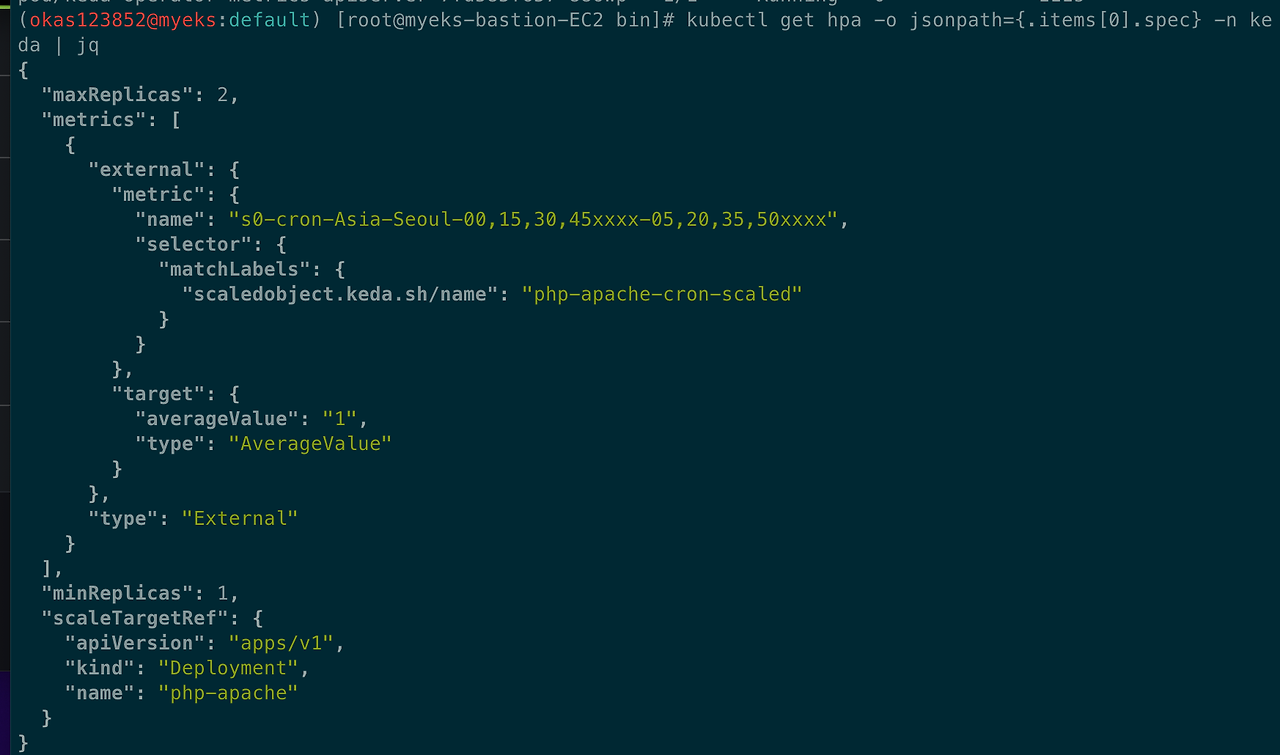 (okas123852@myeks:default) [root@myeks-bastion-EC2 bin]# kubectl get hpa -o jsonpath={.items[0].spec} -n ke
da | jq
{
  "maxReplicas": 2,
  "metrics": [
    {
      "external": {
        "metric": {
          "name": "s0-cron-Asia-Seoul-00,15,30,45xxxx-05,20,35,50xxxx",
          "selector": {
            "matchLabels": {
              "scaledobject.keda.sh/name": "php-apache-cron-scaled"
            }
          }
        },
        "target": {
          "averageValue": "1",
          "type": "AverageValue"
        }
      },
      "type": "External"
    }
  ],
  "minReplicas": 1,
  "scaleTargetRef": {
    "apiVersion": "apps/v1",
    "kind": "Deployment",
    "name": "php-apache"
  }
}